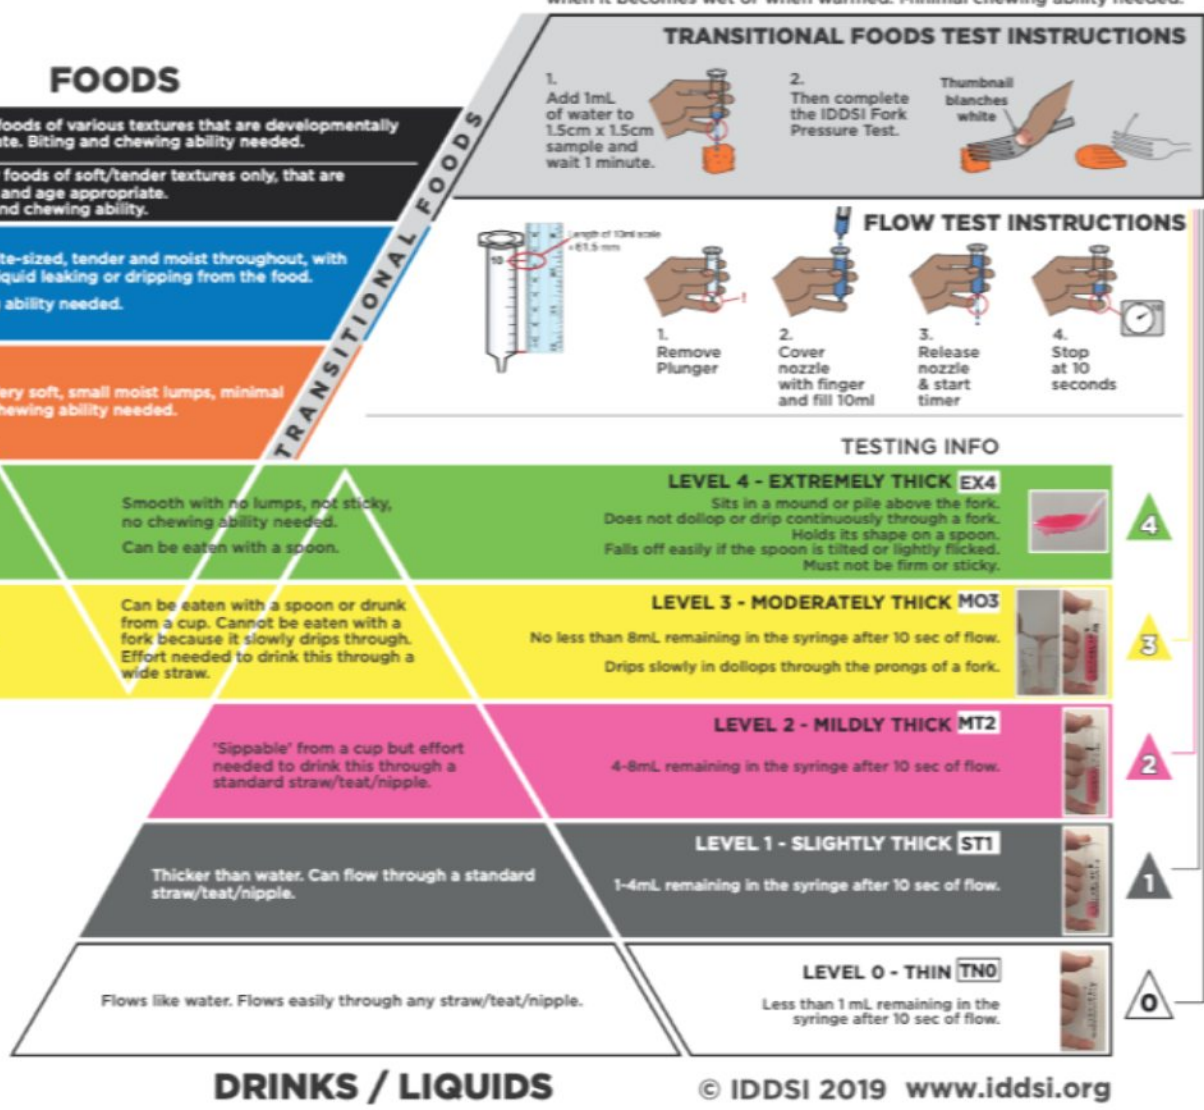 TRANSITIONAL FOODS TEST INSTRUCTIONS
1.
Add 1mL
of water to
1.5cm x 1.5cm
sample and
wait 1 minute.
2.
Then complete
the IDDSI Fork
Pressure Test.
Thumbnail
blanches
white
FOODS
foods of various textures that are developmentally
te. Biting and chewing ability needed.
foods of soft/tender textures only, that are
and age appropriate.
nd chewing ability.
te-sized, tender and moist throughout, with
iquid leaking or dripping from the food.
ability needed.
ery soft, small moist lumps, minimal
hewing ability needed.
TRANSITIONAL FOODS
FLOW TEST INSTRUCTIONS
Length of 10ml scale
= 61.5 mm
10
1.
Remove
Plunger
2.
Cover
nozzle
with finger
and fill 10ml
3.
Release
nozzle
& start
timer
4.
Stop
at 10
seconds
TESTING INFO
Smooth with no lumps, not sticky,
no chewing ability needed.
Can be eaten with a spoon.
LEVEL 4 - EXTREMELY THICK EX4
Sits in a mound or pile above the fork.
Does not dollop or drip continuously through a fork.
Holds its shape on a spoon.
Falls off easily if the spoon is tilted or lightly flicked.
Must not be firm or sticky.
4
Can be eaten with a spoon or drunk
from a cup. Cannot be eaten with a
fork because it slowly drips through.
Effort needed to drink this through a
wide straw.
LEVEL 3 - MODERATELY THICK MO3
No less than 8mL remaining in the syringe after 10 sec of flow.
Drips slowly in dollops through the prongs of a fork.
3
'Sippable' from a cup but effort
needed to drink this through a
standard straw/teat/nipple.
LEVEL 2 - MILDLY THICK MT2
4-8mL remaining in the syringe after 10 sec of flow.
2
Thicker than water. Can flow through a standard
straw/teat/nipple.
LEVEL 1 - SLIGHTLY THICK ST1
1-4mL remaining in the syringe after 10 sec of flow.
1
Flows like water. Flows easily through any straw/teat/nipple.
LEVEL 0 - THIN TN0
Less than 1 mL remaining in the
syringe after 10 sec of flow.
0
DRINKS / LIQUIDS
© IDDSI 2019 www.iddsi.org